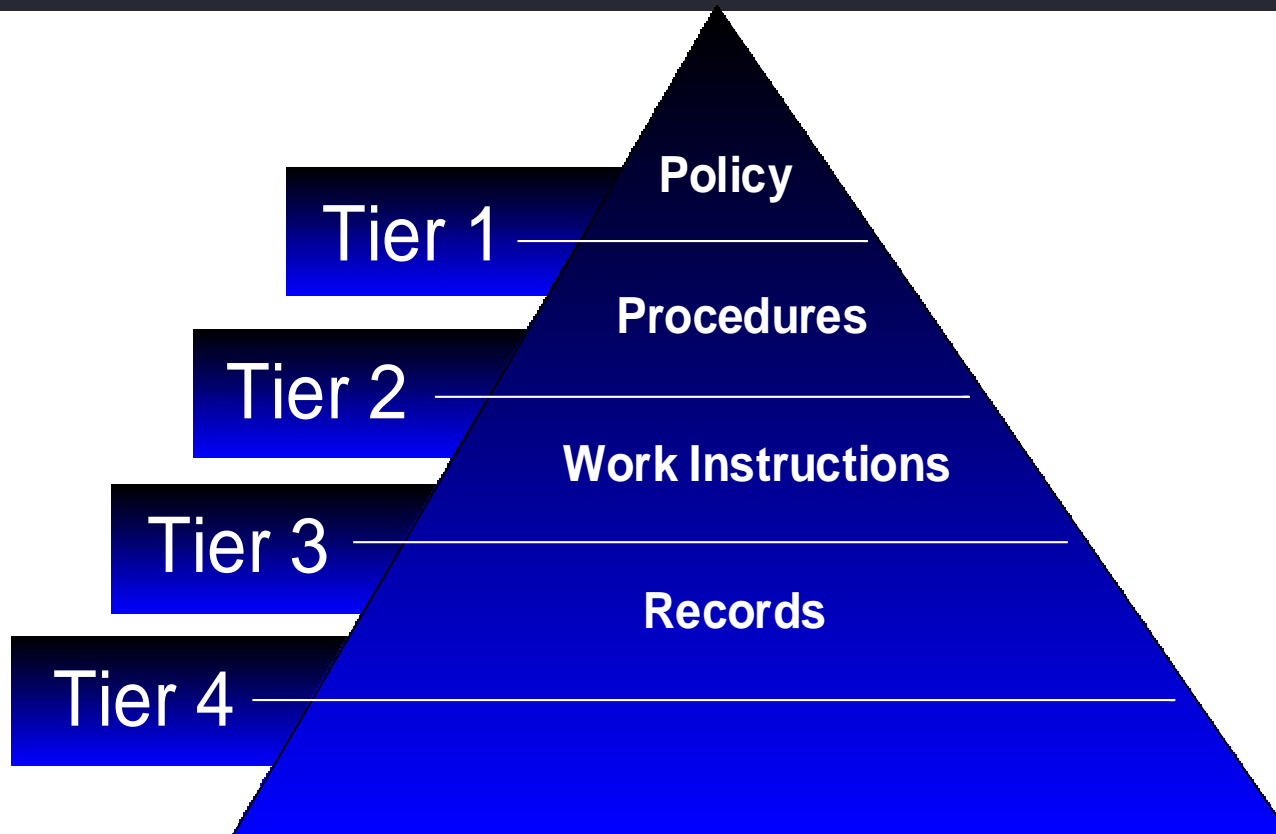 Policy
Tier 1
Procedures
Tier 2
Work Instructions
Tier 3
Records
Tier 4